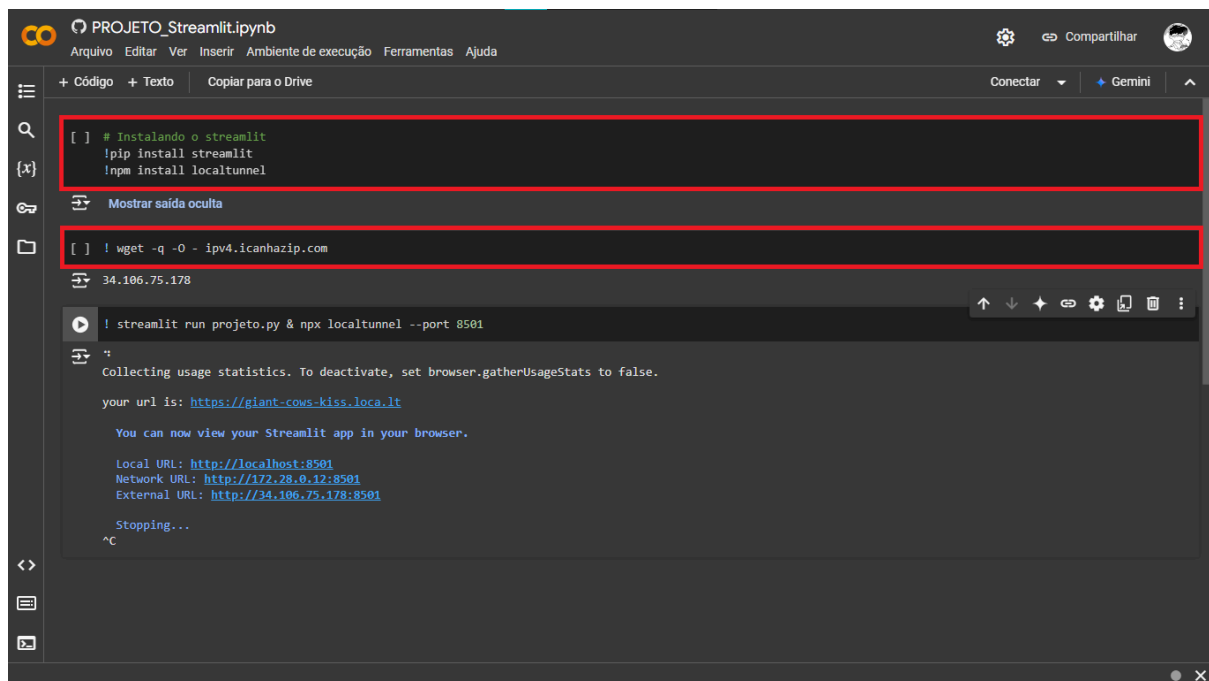 PROJETO_Streamlit.ipynb
Arquivo Editar Ver Inserir Ambiente de execução Ferramentas Ajuda
Compartilhar
+ Código + Texto Copiar para o Drive
Conectar
Gemini
[ ] # Instalando o streamlit
!pip install streamlit
!npm install localtunnel
{x}
Mostrar saída oculta
[ ] ! wget -q -O - ipv4.icanhazip.com
34.106.75.178
! streamlit run projeto.py & npx localtunnel --port 8501
Collecting usage statistics. To deactivate, set browser.gatherUsageStats to false.
your url is: https://giant-cows-kiss.loca.lt
You can now view your Streamlit app in your browser.
Local URL: http://localhost:8501
Network URL: http://172.28.0.12:8501
External URL: http://34.106.75.178:8501
Stopping...
^C